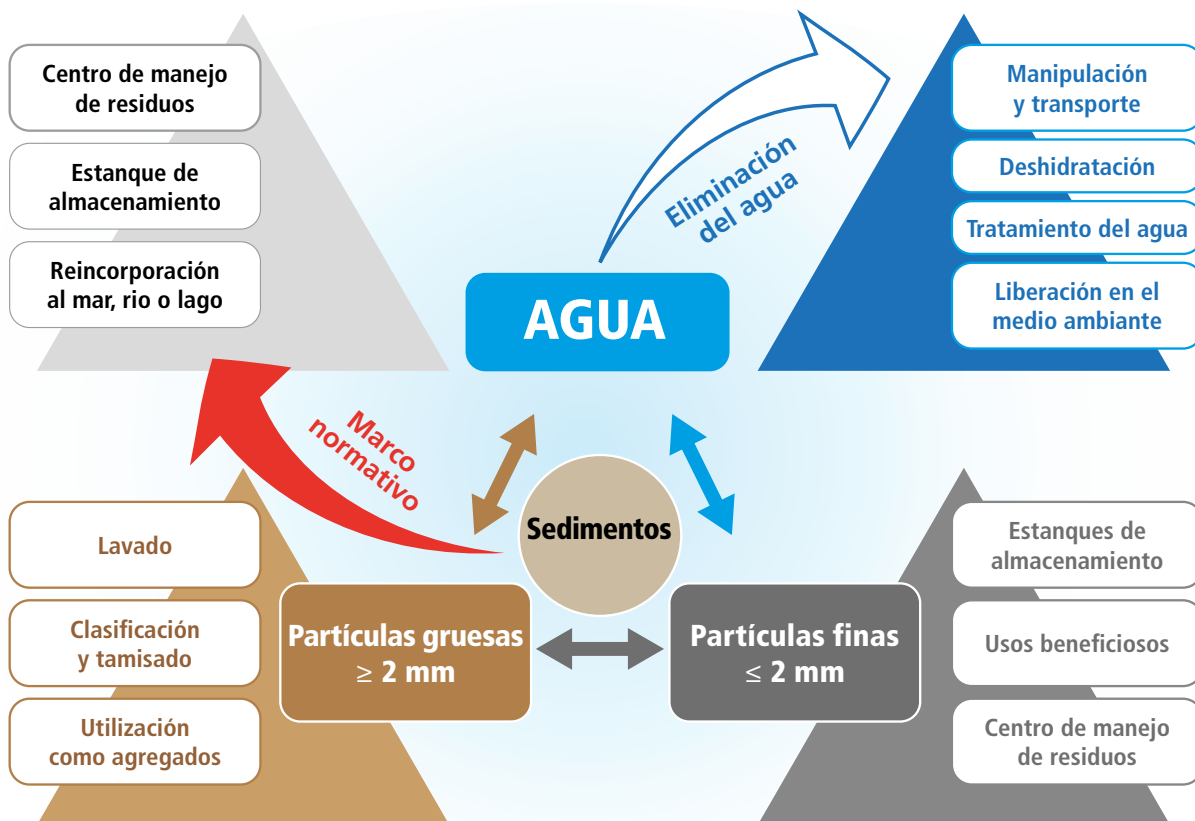 Centro de manejo
de residuos
Estanque de
almacenamiento
Reincorporación
al mar, rio o lago
Eliminación
del agua
Manipulación
y transporte
Deshidratación
Tratamiento del agua
Liberación en el
medio ambiente
AGUA
Marco
normativo
Sedimentos
Lavado
Clasificación
y tamisado
Utilización
como agregados
Partículas gruesas
≥ 2 mm
Partículas finas
≤ 2 mm
Estanques de
almacenamiento
Usos beneficiosos
Centro de manejo
de residuos